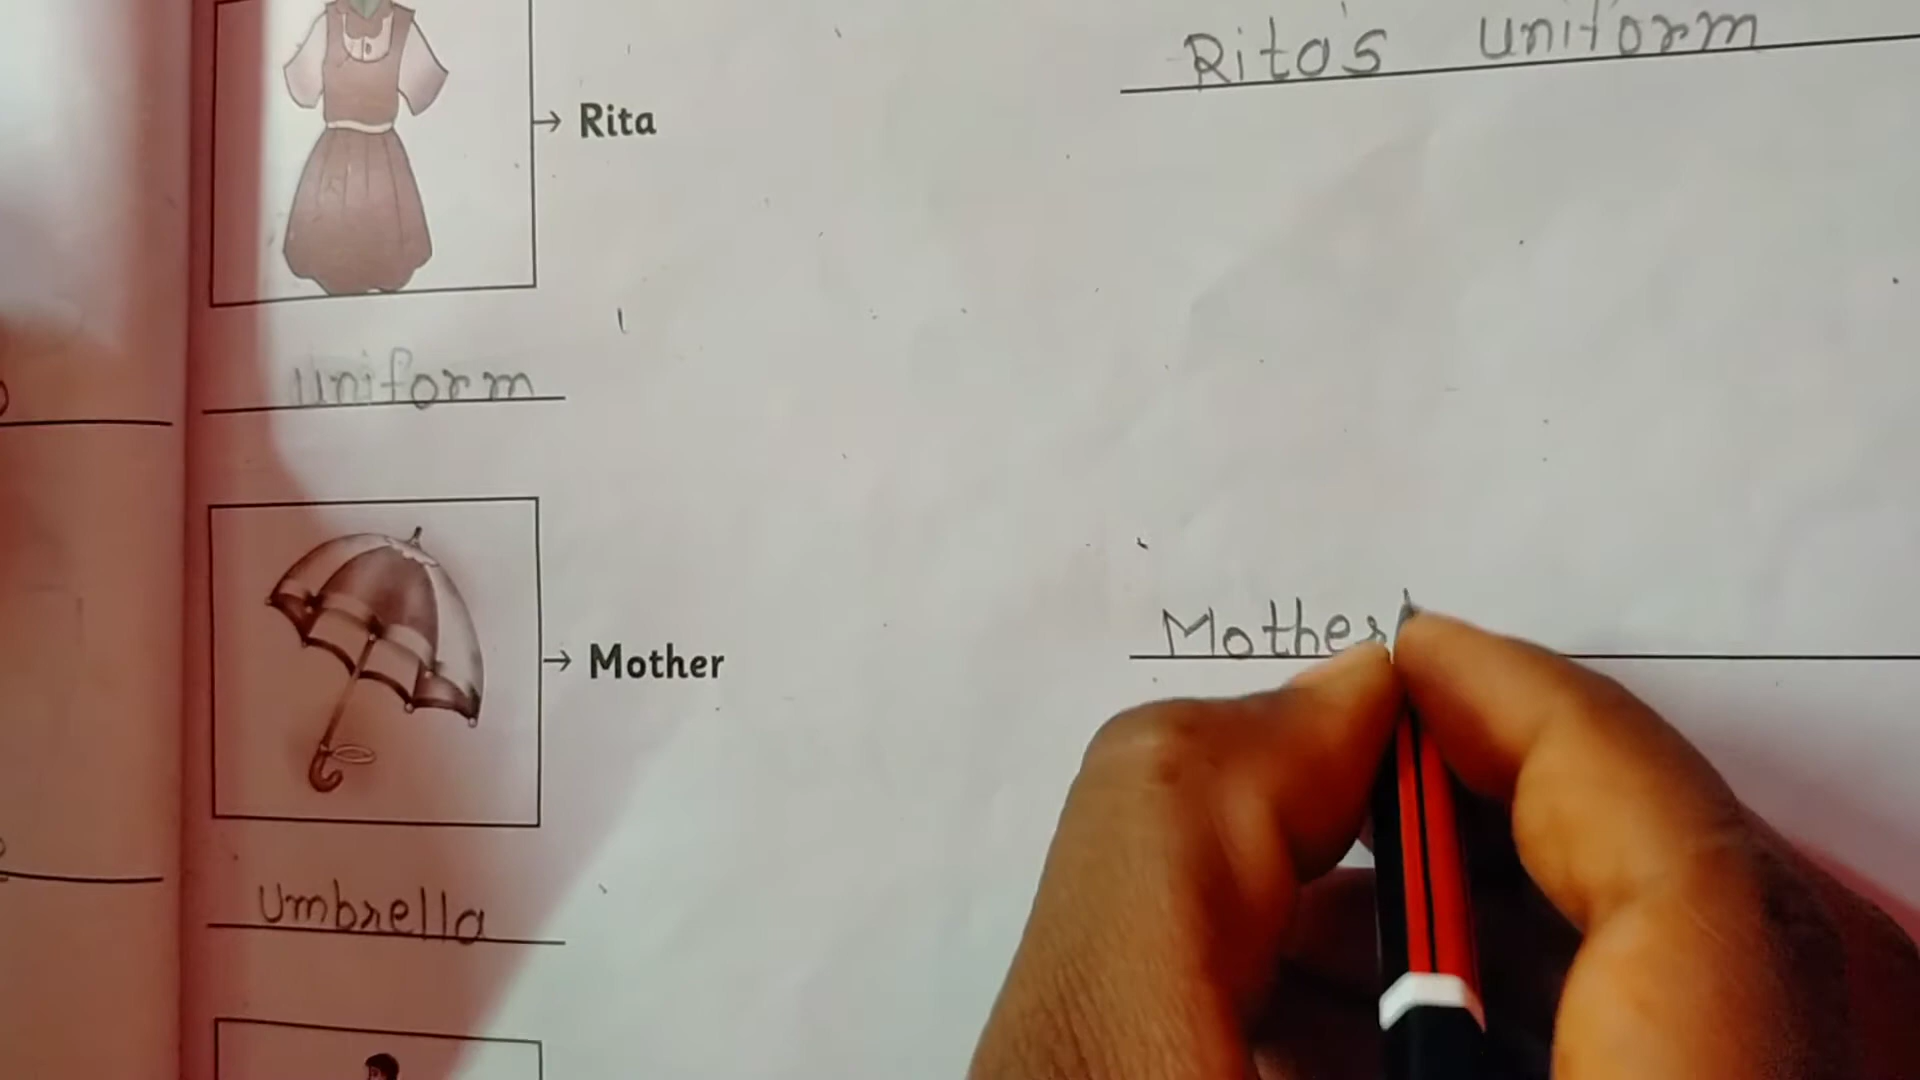 Rita's uniform
Rita
uniform
Mother'
Mother
Umbrella